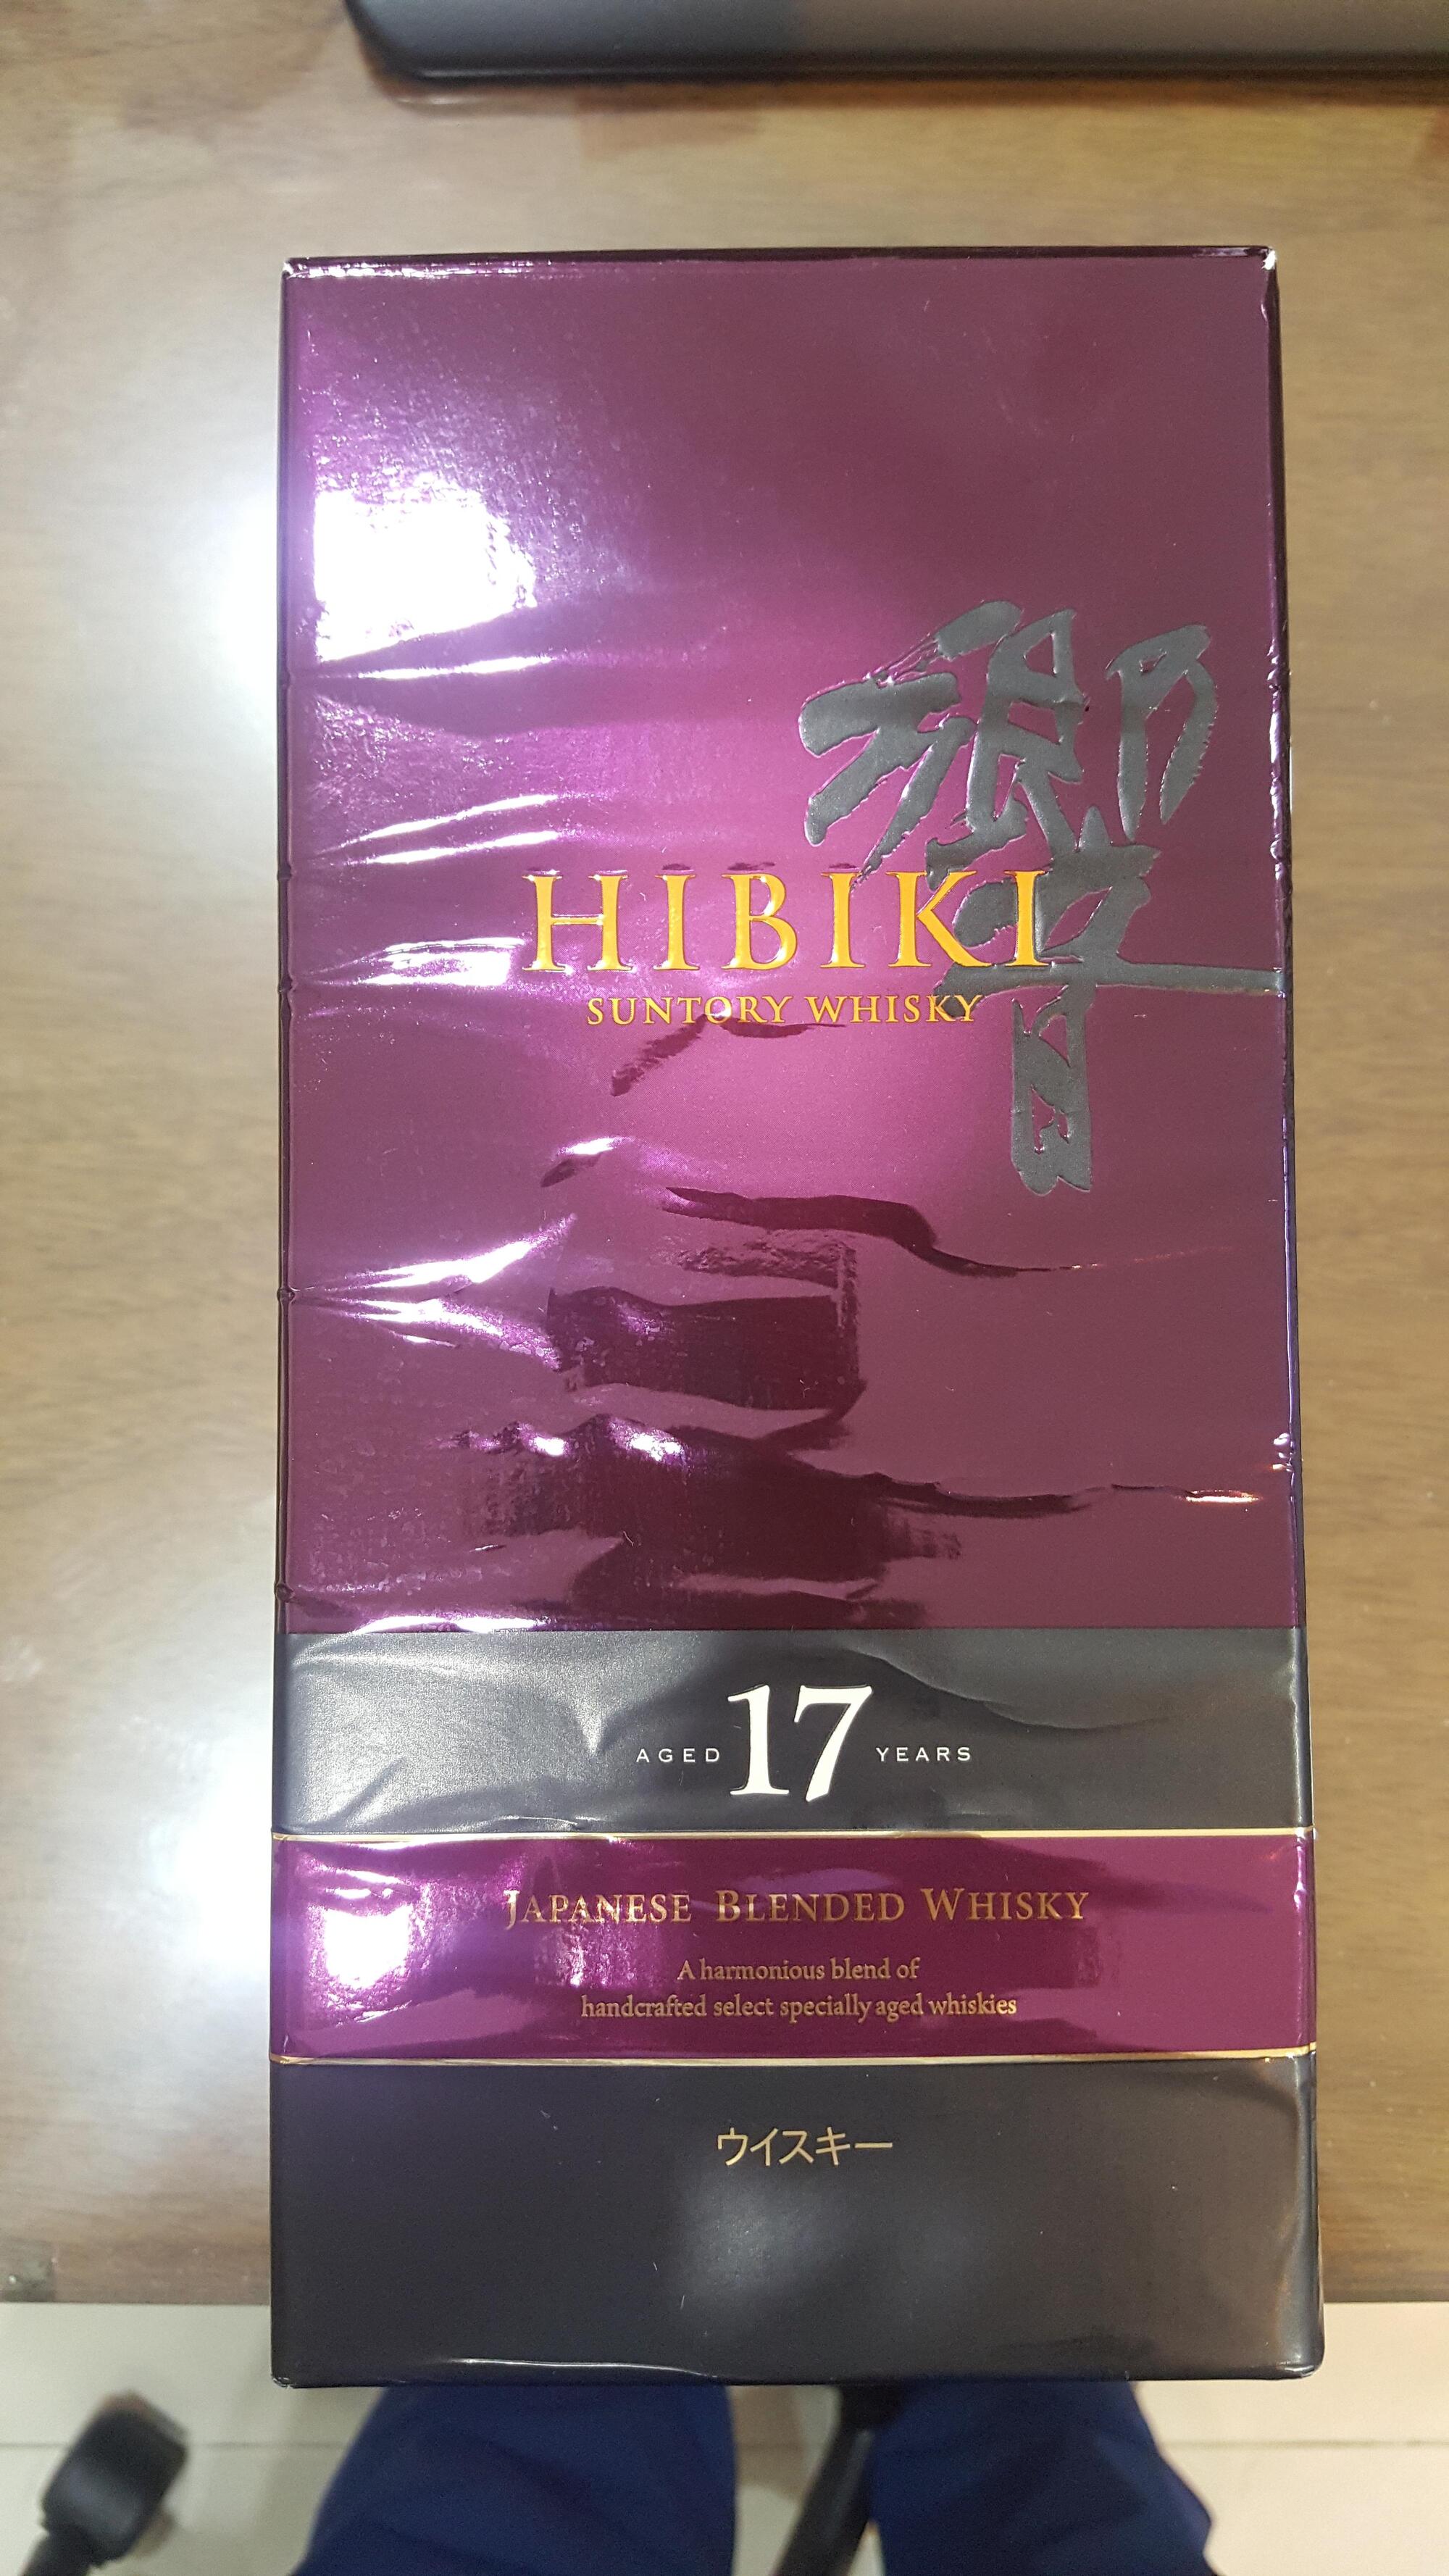 響
HIBIKI
SUNTORY WHISKY
AGED 17 YEARS
JAPANESE BLENDED WHISKY
A harmonious blend of
handcrafted select specially aged whiskies
ウイスキー